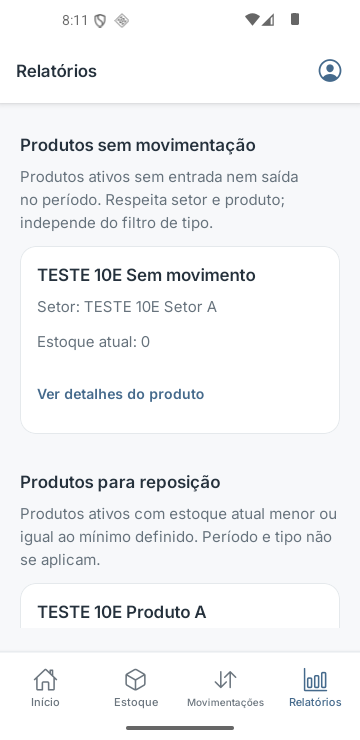 8:11
Relatórios
Produtos sem movimentação
Produtos ativos sem entrada nem saída
no período. Respeita setor e produto;
independe do filtro de tipo.
TESTE 10E Sem movimento
Setor: TESTE 10E Setor A
Estoque atual: 0
Ver detalhes do produto
Produtos para reposição
Produtos ativos com estoque atual menor ou
igual ao mínimo definido. Período e tipo não
se aplicam.
TESTE 10E Produto A
Início
Estoque
Movimentações
Relatórios